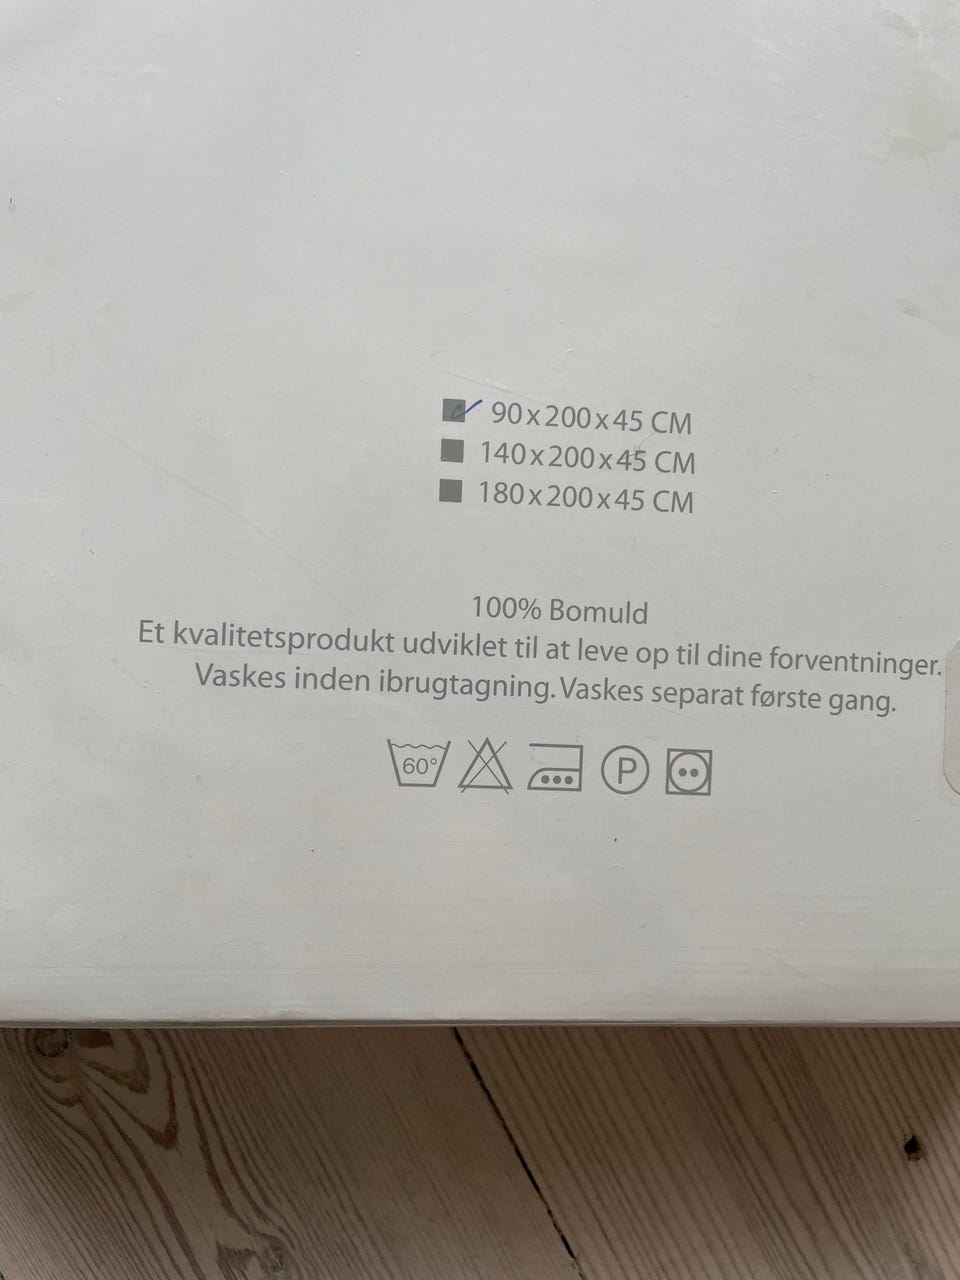 90x200x45 CM
140x200x45 CM
180x200x45 CM
100% Bomuld
Et kvalitetsprodukt udviklet til at leve op til dine forventninger.
Vaskes inden ibrugtagning. Vaskes separat første gang.
60° P